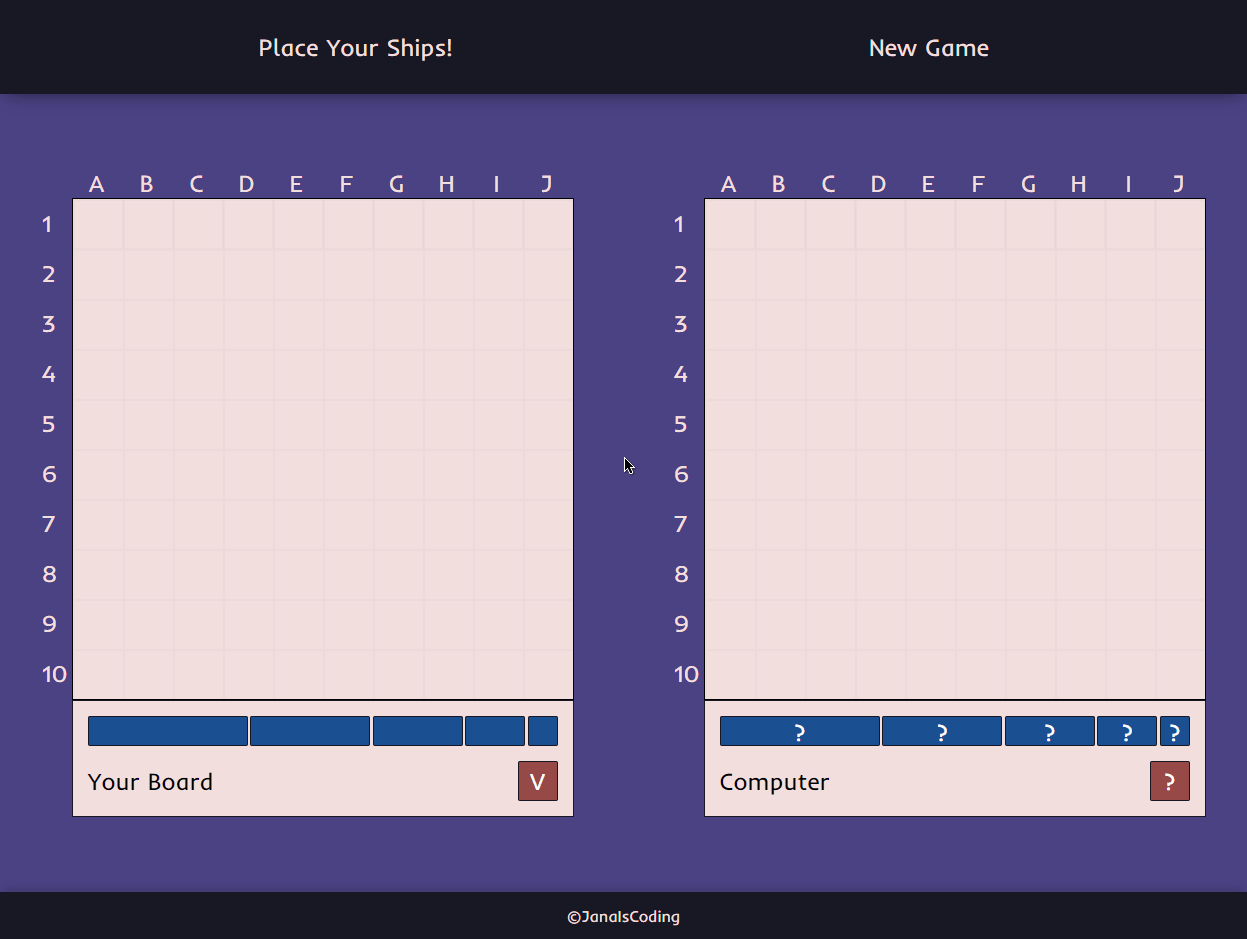 Place Your Ships! New Game
A B C D E F G H I J A B C D E F G H I J
1 1
2 2
3 3
4 4
5 5
6 6
7 7
8 8
9 9
10 10
? ? ? ? ?
Your Board V Computer ?
©JanaIsCoding